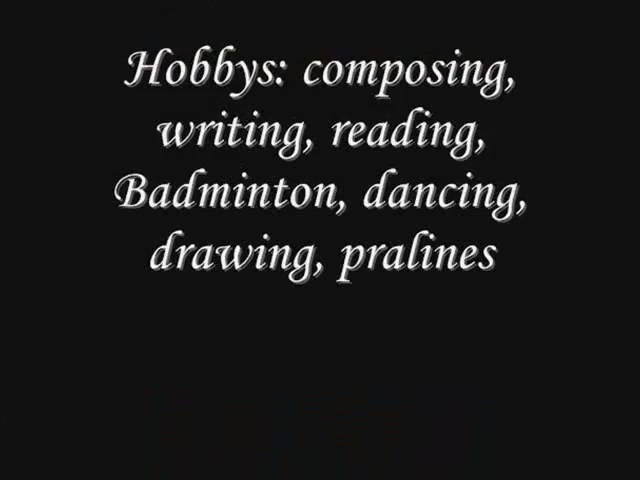 Hobbys: composing,
writing, reading,
Badminton, dancing,
drawing, pralines